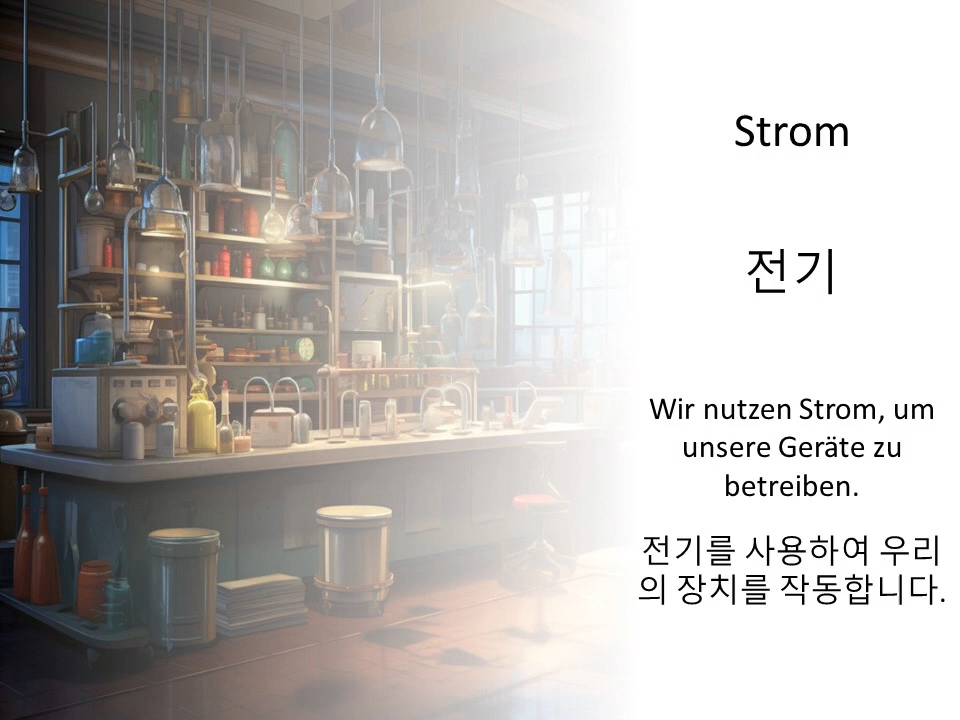 Strom
전기
Wir nutzen Strom, um
unsere Geräte zu
betreiben.
전기를 사용하여 우리
의 장치를 작동합니다.